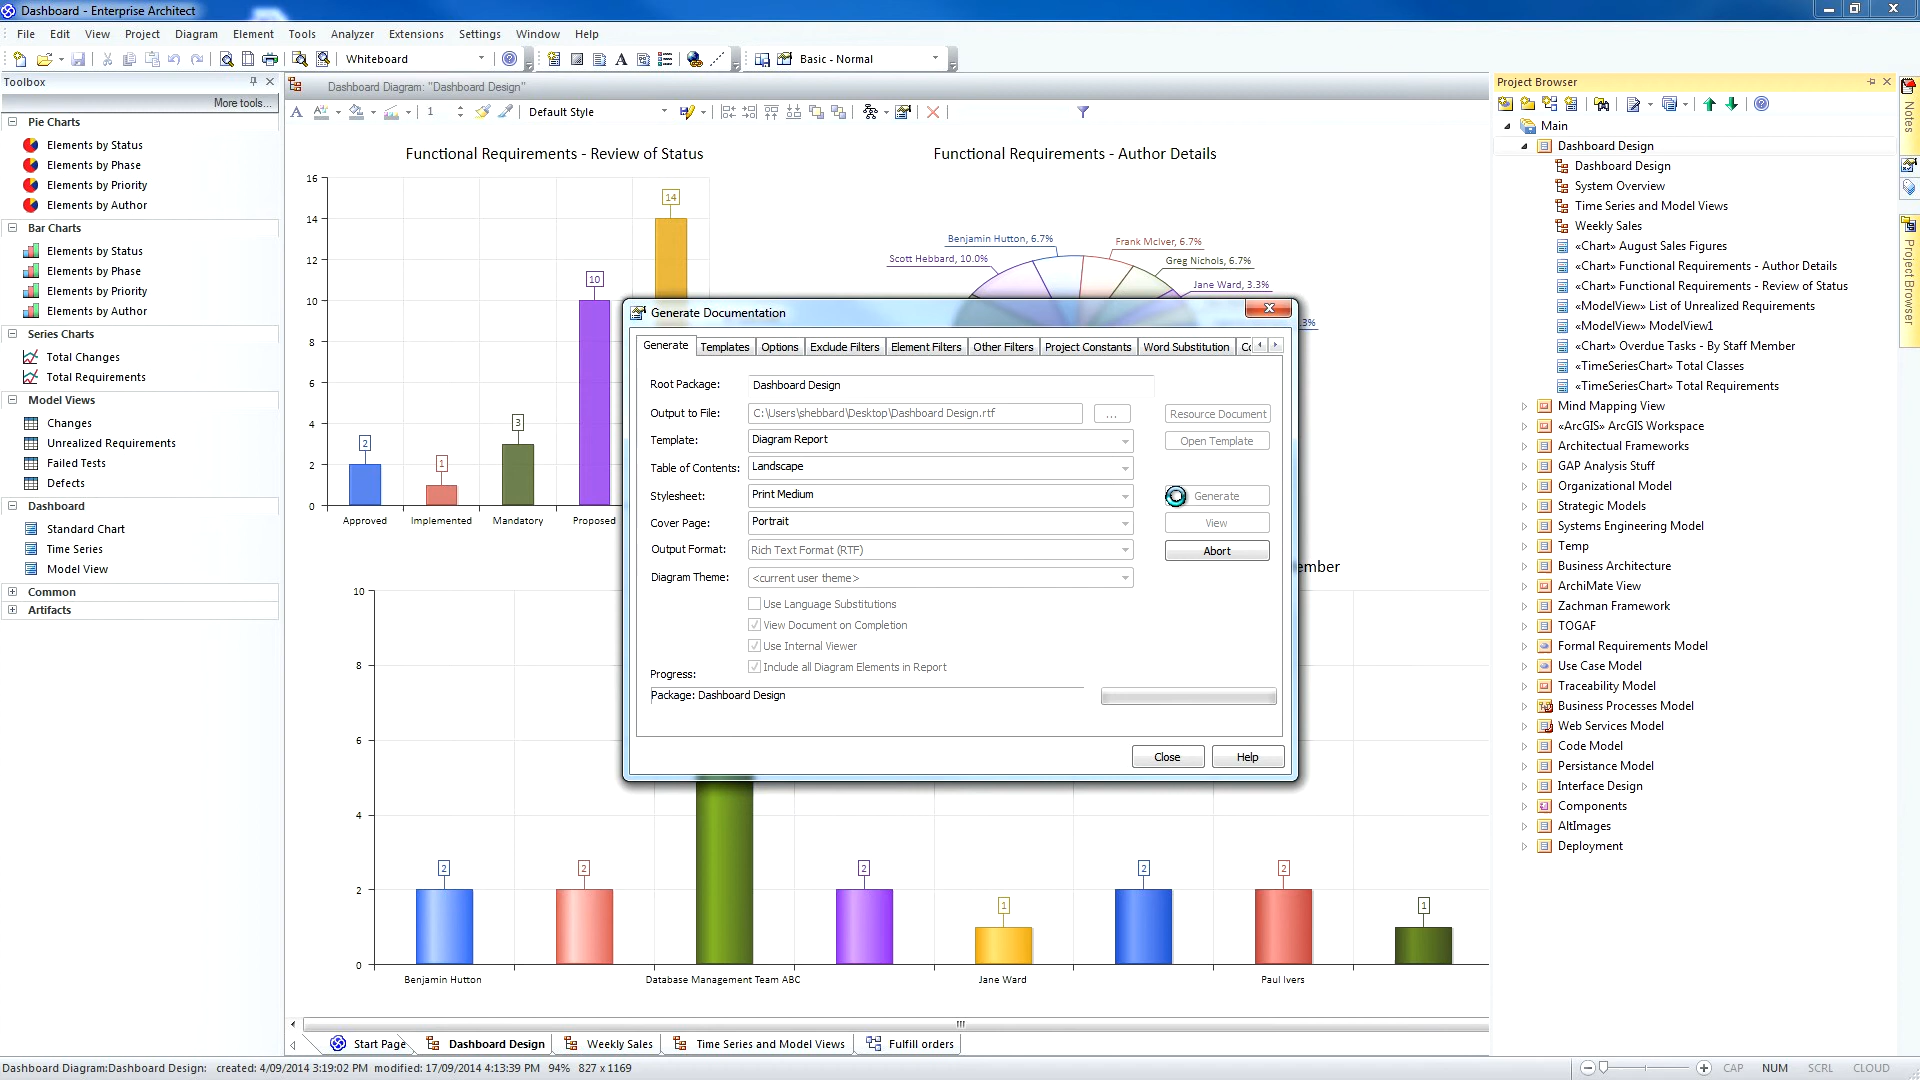 Dashboard - Enterprise Architect
File Edit View Project Diagram Element Tools Analyzer Extensions Settings Window Help
Whiteboard
Basic - Normal
Toolbox
More tools...
Pie Charts
Elements by Status
Elements by Phase
Elements by Priority
Elements by Author
Bar Charts
Elements by Status
Elements by Phase
Elements by Priority
Elements by Author
Series Charts
Total Changes
Total Requirements
Model Views
Changes
Unrealized Requirements
Failed Tests
Defects
Dashboard
Standard Chart
Time Series
Model View
Common
Artifacts
Dashboard Diagram: "Dashboard Design"
1
Default Style
Functional Requirements - Review of Status
16
14
12
10
8
6
4
2
0
2
1
3
10
14
Approved Implemented Mandatory Proposed
Functional Requirements - Author Details
Benjamin Hutton, 6.7%
Frank McIver, 6.7%
Scott Hebbard, 10.0%
Greg Nichols, 6.7%
Jane Ward, 3.3%
3%
ember
10
8
6
4
2
0
2
2
2
1
2
2
1
Benjamin Hutton Database Management Team ABC Jane Ward Paul Ivers
Generate Documentation
Generate Templates Options Exclude Filters Element Filters Other Filters Project Constants Word Substitution Co
Root Package: Dashboard Design
Output to File: C:\Users\shebbard\Desktop\Dashboard Design.rtf ... Resource Document
Template: Diagram Report Open Template
Table of Contents: Landscape
Stylesheet: Print Medium Generate
Cover Page: Portrait View
Output Format: Rich Text Format (RTF) Abort
Diagram Theme: <current user theme>
Use Language Substitutions
View Document on Completion
Use Internal Viewer
Include all Diagram Elements in Report
Progress:
Package: Dashboard Design
Close Help
Start Page Dashboard Design Weekly Sales Time Series and Model Views Fulfill orders
Project Browser
Main
Dashboard Design
Dashboard Design
System Overview
Time Series and Model Views
Weekly Sales
«Chart» August Sales Figures
«Chart» Functional Requirements - Author Details
«Chart» Functional Requirements - Review of Status
«ModelView» List of Unrealized Requirements
«ModelView» ModelView1
«Chart» Overdue Tasks - By Staff Member
«TimeSeriesChart» Total Classes
«TimeSeriesChart» Total Requirements
Mind Mapping View
«ArcGIS» ArcGIS Workspace
Architectual Frameworks
GAP Analysis Stuff
Organizational Model
Strategic Models
Systems Engineering Model
Temp
Business Architecture
ArchiMate View
Zachman Framework
TOGAF
Formal Requirements Model
Use Case Model
Traceability Model
Business Processes Model
Web Services Model
Code Model
Persistance Model
Interface Design
Components
AltImages
Deployment
Notes
Project Browser
Dashboard Diagram:Dashboard Design: created: 4/09/2014 3:19:02 PM modified: 17/09/2014 4:13:39 PM 94% 827 x 1169
CAP NUM SCRL CLOUD